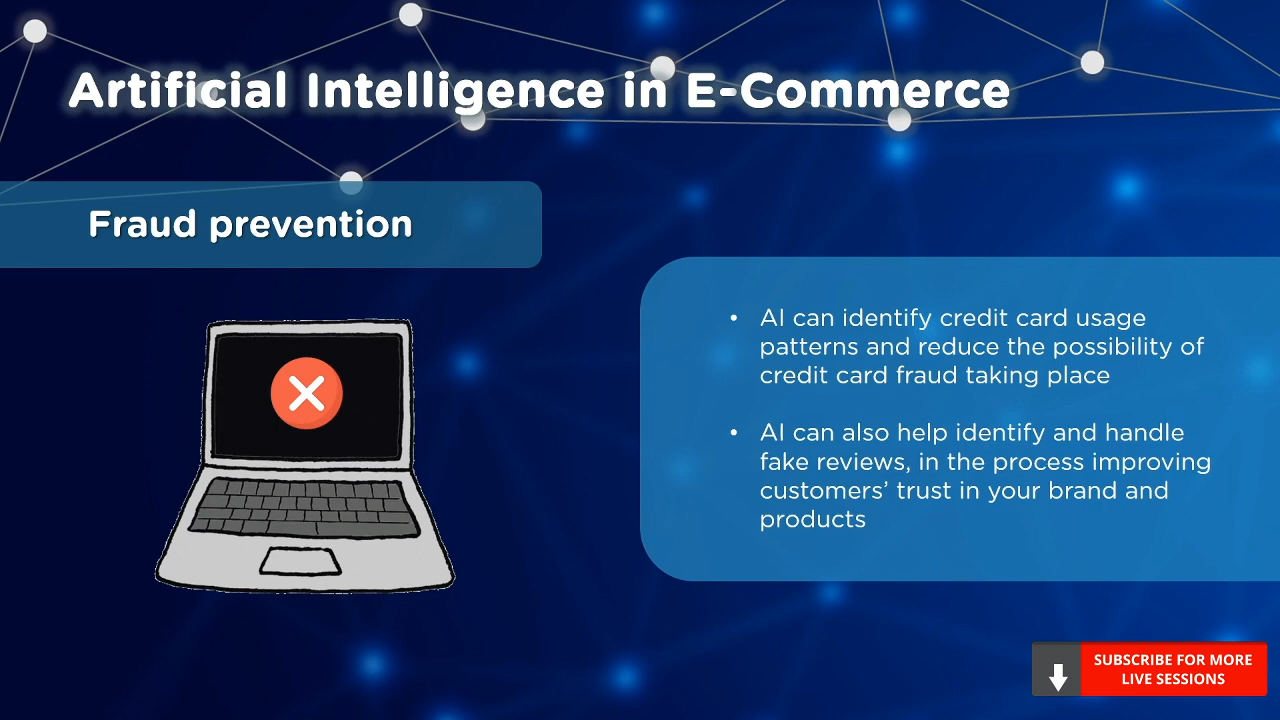 Artificial Intelligence in E-Commerce
Fraud prevention
• AI can identify credit card usage
patterns and reduce the possibility of
credit card fraud taking place
• AI can also help identify and handle
fake reviews, in the process improving
customers’ trust in your brand and
products
SUBSCRIBE FOR MORE
LIVE SESSIONS